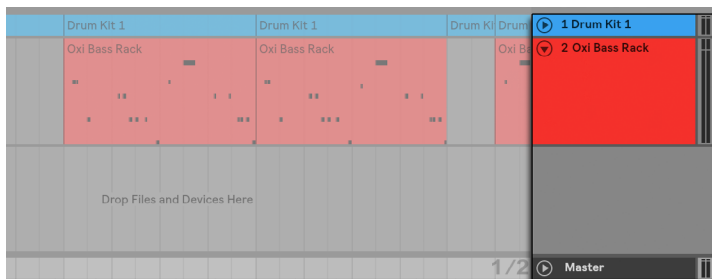 Drum Kit 1
Drum Kit 1
Drum Ki
Drum
1 Drum Kit 1
Oxi Bass Rack
Oxi Bass Rack
Oxi Ba
2 Oxi Bass Rack
Drop Files and Devices Here
1/2
Master